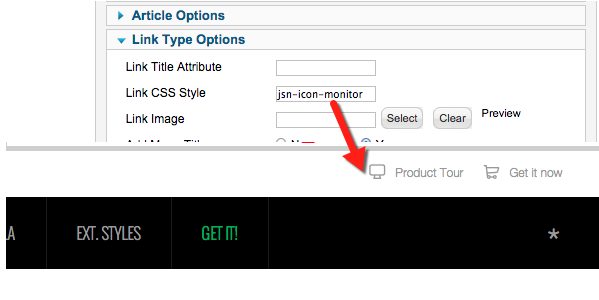 Article Options
Link Type Options
Link Title Attribute
Link CSS Style jsn-icon-monitor
Link Image Select Clear Preview
Product Tour Get it now
EXT. STYLES GET IT! *